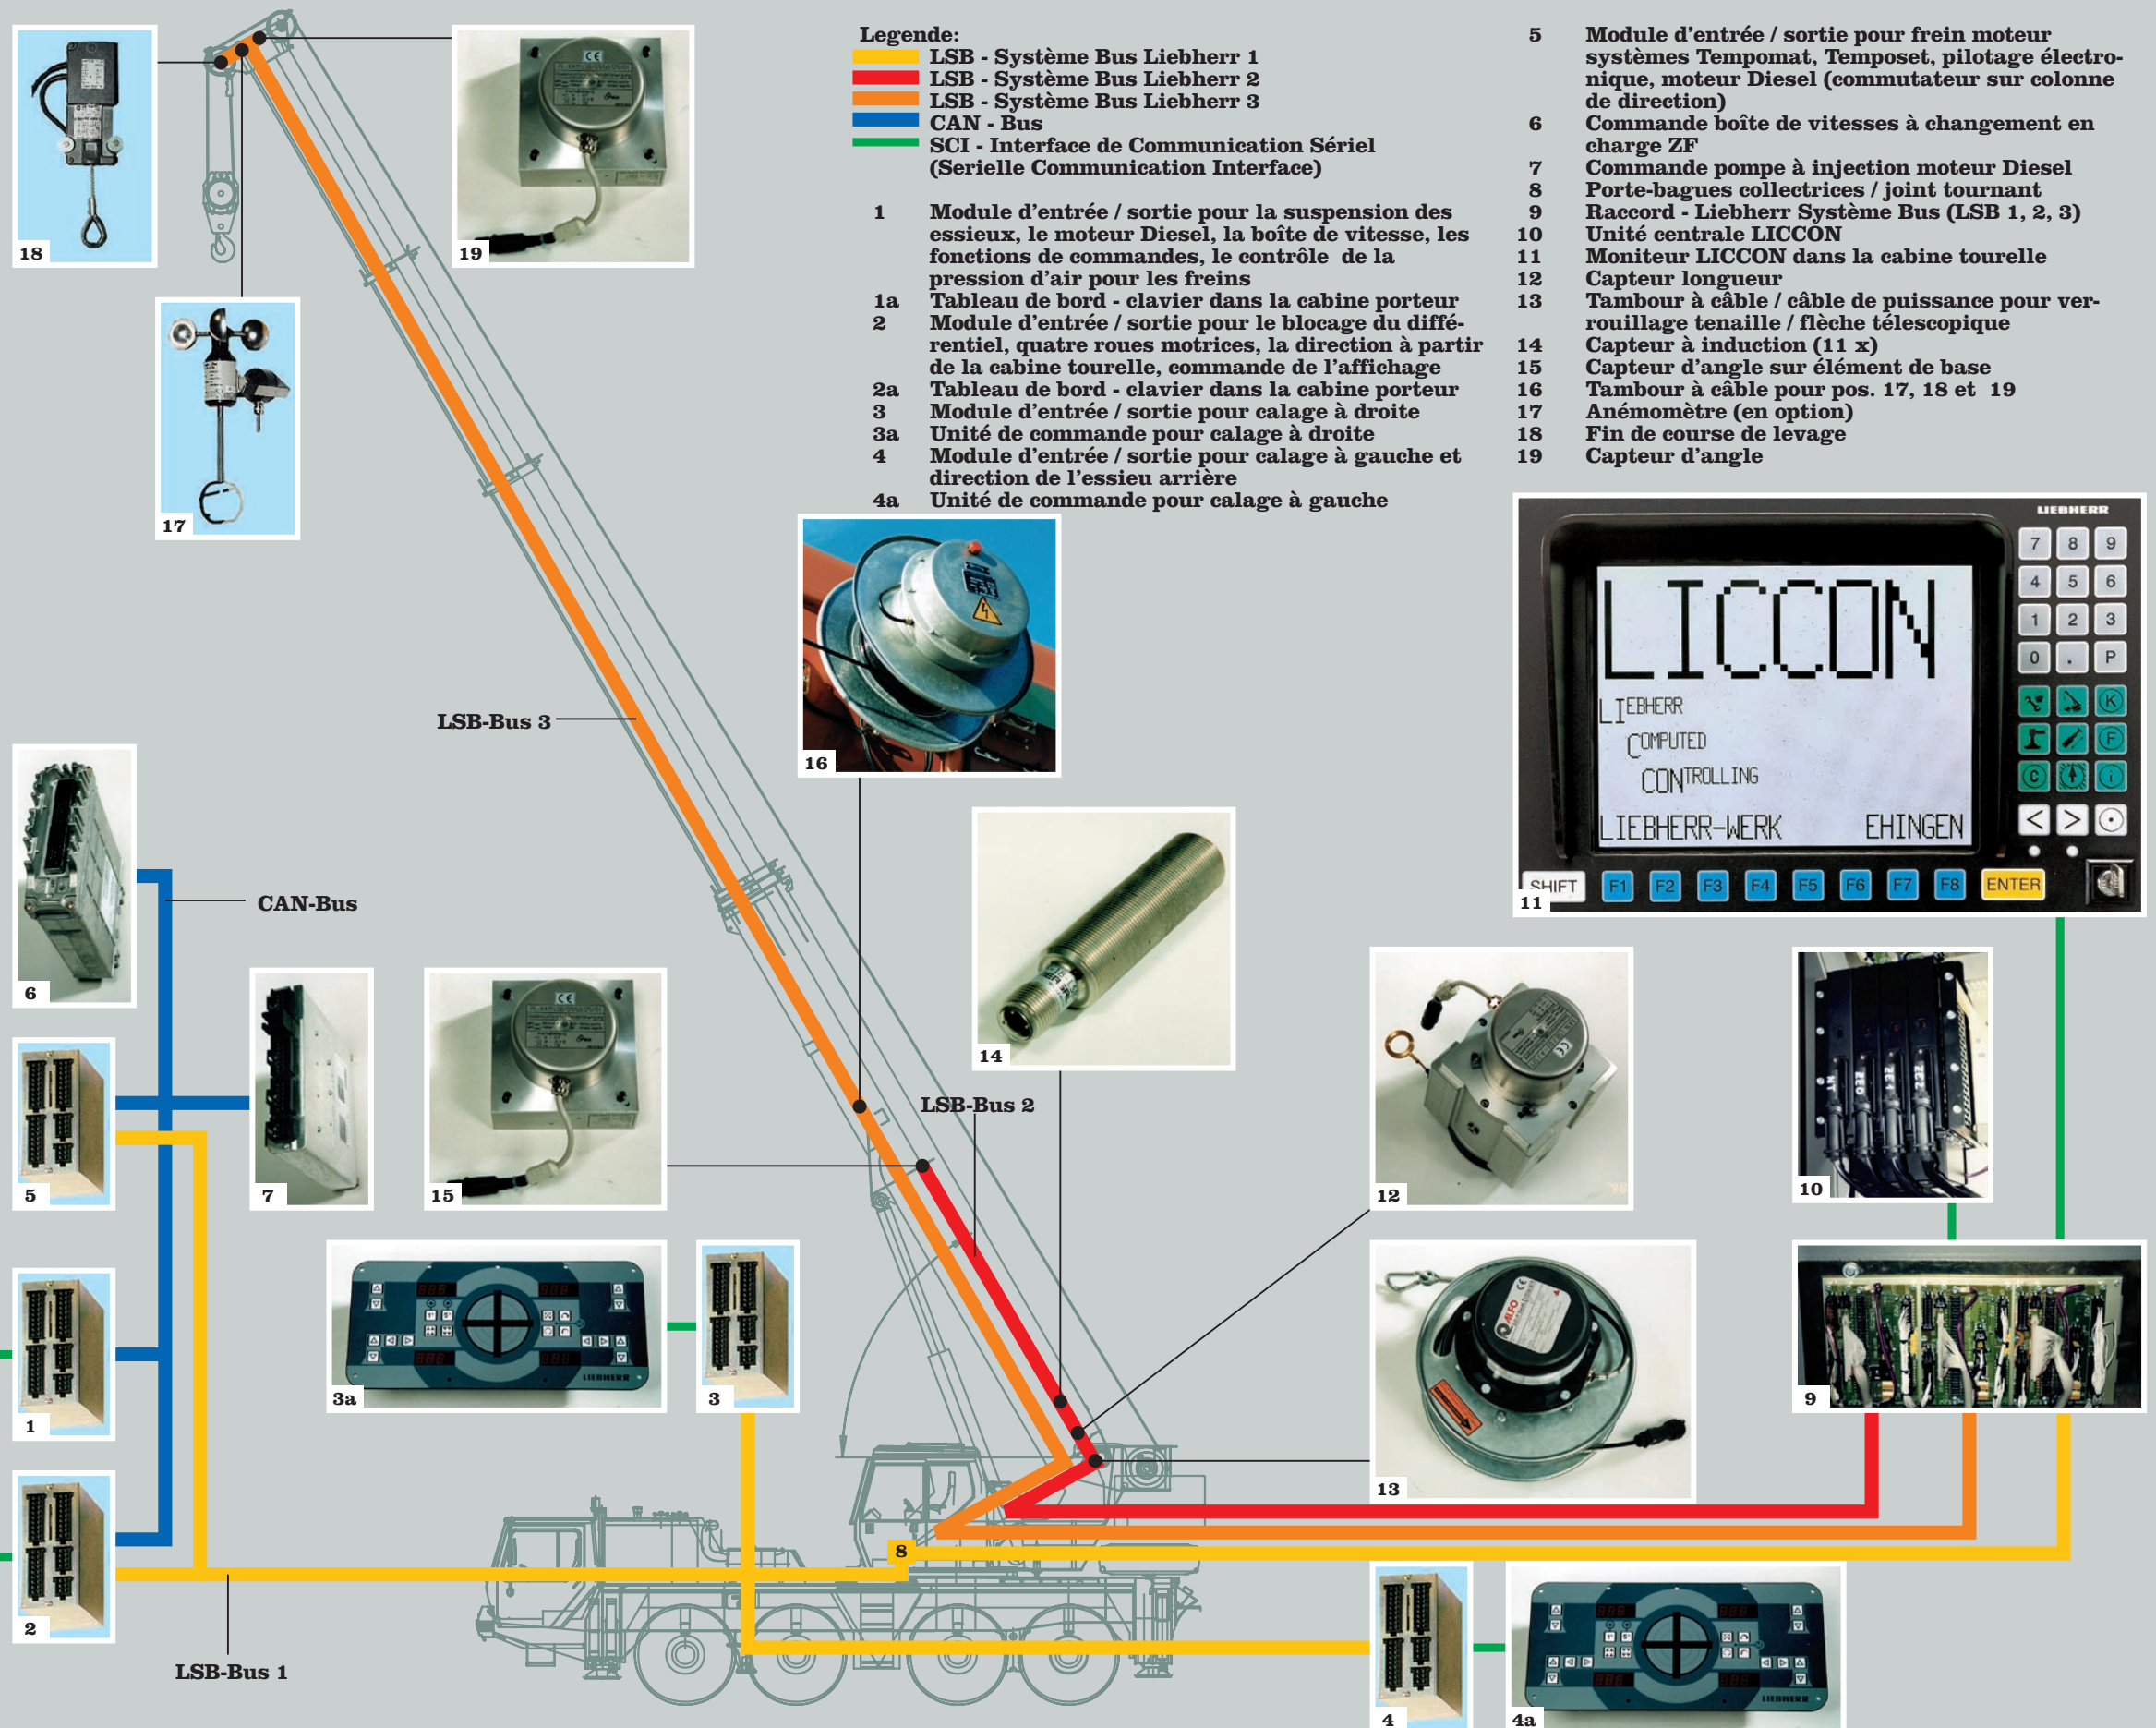 Legende:
LSB - Système Bus Liebherr 1
LSB - Système Bus Liebherr 2
LSB - Système Bus Liebherr 3
CAN - Bus
SCI - Interface de Communication Sériel
(Serielle Communication Interface)
1 Module d'entrée / sortie pour la suspension des
essieux, le moteur Diesel, la boîte de vitesse, les
fonctions de commandes, le contrôle de la
pression d'air pour les freins
1a Tableau de bord - clavier dans la cabine porteur
2 Module d'entrée / sortie pour le blocage du diffé-
rentiel, quatre roues motrices, la direction à partir
de la cabine tourelle, commande de l'affichage
2a Tableau de bord - clavier dans la cabine porteur
3 Module d'entrée / sortie pour calage à droite
3a Unité de commande pour calage à droite
4 Module d'entrée / sortie pour calage à gauche et
direction de l'essieu arrière
4a Unité de commande pour calage à gauche
5 Module d'entrée / sortie pour frein moteur
systèmes Tempomat, Temposet, pilotage électro-
nique, moteur Diesel (commutateur sur colonne
de direction)
6 Commande boîte de vitesses à changement en
charge ZF
7 Commande pompe à injection moteur Diesel
8 Porte-bagues collectrices / joint tournant
9 Raccord - Liebherr Système Bus (LSB 1, 2, 3)
10 Unité centrale LICCON
11 Moniteur LICCON dans la cabine tourelle
12 Capteur longueur
13 Tambour à câble / câble de puissance pour ver-
rouillage tenaille / flèche télescopique
14 Capteur à induction (11 x)
15 Capteur d'angle sur élément de base
16 Tambour à câble pour pos. 17, 18 et 19
17 Anémomètre (en option)
18 Fin de course de levage
19 Capteur d'angle
18
19
17
LSB-Bus 3
16
LIEBHERR
LICCON
LIEBHERR
COMPUTED
CONTROLLING
LIEBHERR-WERK EHINGEN
7 8 9
4 5 6
1 2 3
0 . P
K
F
C i
< >
SHIFT F1 F2 F3 F4 F5 F6 F7 F8 ENTER
11
CAN-Bus
6
7
5
15
14
LSB-Bus 2
12
10
LIEBHERR
3a
3
1
ALFO
13
9
8
2
LSB-Bus 1
4
LIEBHERR
4a